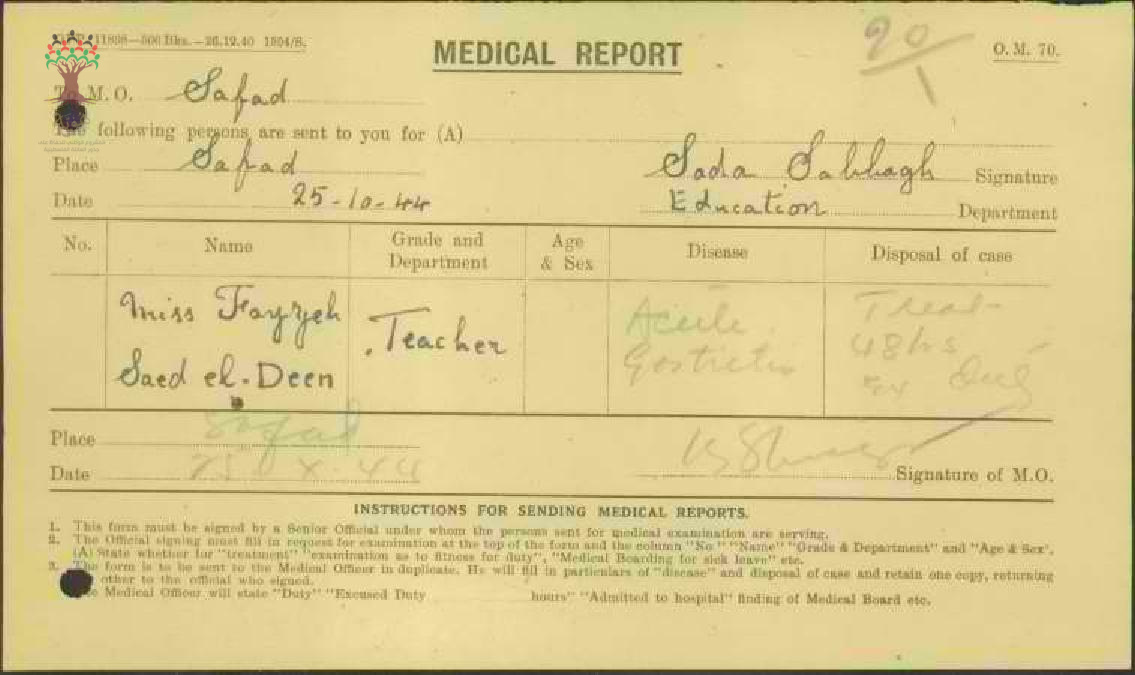 11898—500 Bks.—26.12.40 1504/S.
MEDICAL REPORT
90/1
O. M. 70.
To M. O. Safad
The following persons are sent to you for (A)
Place Safad
Sada Sabbagh Signature
Date 25-10-44
Education Department
No. Name Grade and Department Age & Sex Disease Disposal of case
Miss Fayzeh
Saed el-Deen
Teacher
Acute
Gastritis
Treat
48 hrs
Place Safad
Date 25 X. 44
Signature of M.O.
INSTRUCTIONS FOR SENDING MEDICAL REPORTS.
1. This form must be signed by a Senior Official under whom the persons sent for medical examination are serving.
2. The Official signing must fill in request for examination at the top of the form and the column "No" "Name" "Grade & Department" and "Age & Sex".
(A) State whether for "treatment" "examination as to fitness for duty", "Medical Boarding for sick leave" etc.
3. The form is to be sent to the Medical Officer in duplicate. He will fill in particulars of "disease" and disposal of case and retain one copy, returning
other to the official who signed.
Medical Officer will state "Duty" "Excused Duty hours" "Admitted to hospital" finding of Medical Board etc.